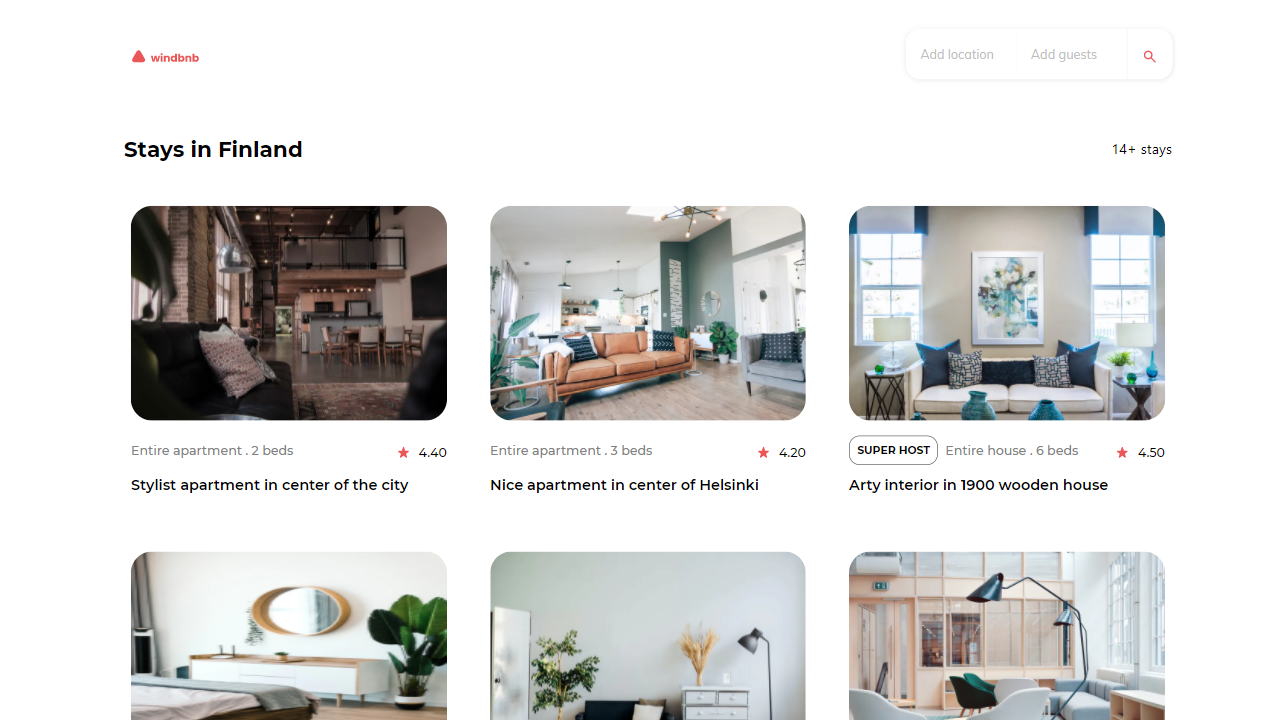 windbnb
Add location
Add guests
Stays in Finland
14+ stays
Entire apartment . 2 beds
4.40
Stylist apartment in center of the city
Entire apartment . 3 beds
4.20
Nice apartment in center of Helsinki
SUPER HOST
Entire house . 6 beds
4.50
Arty interior in 1900 wooden house